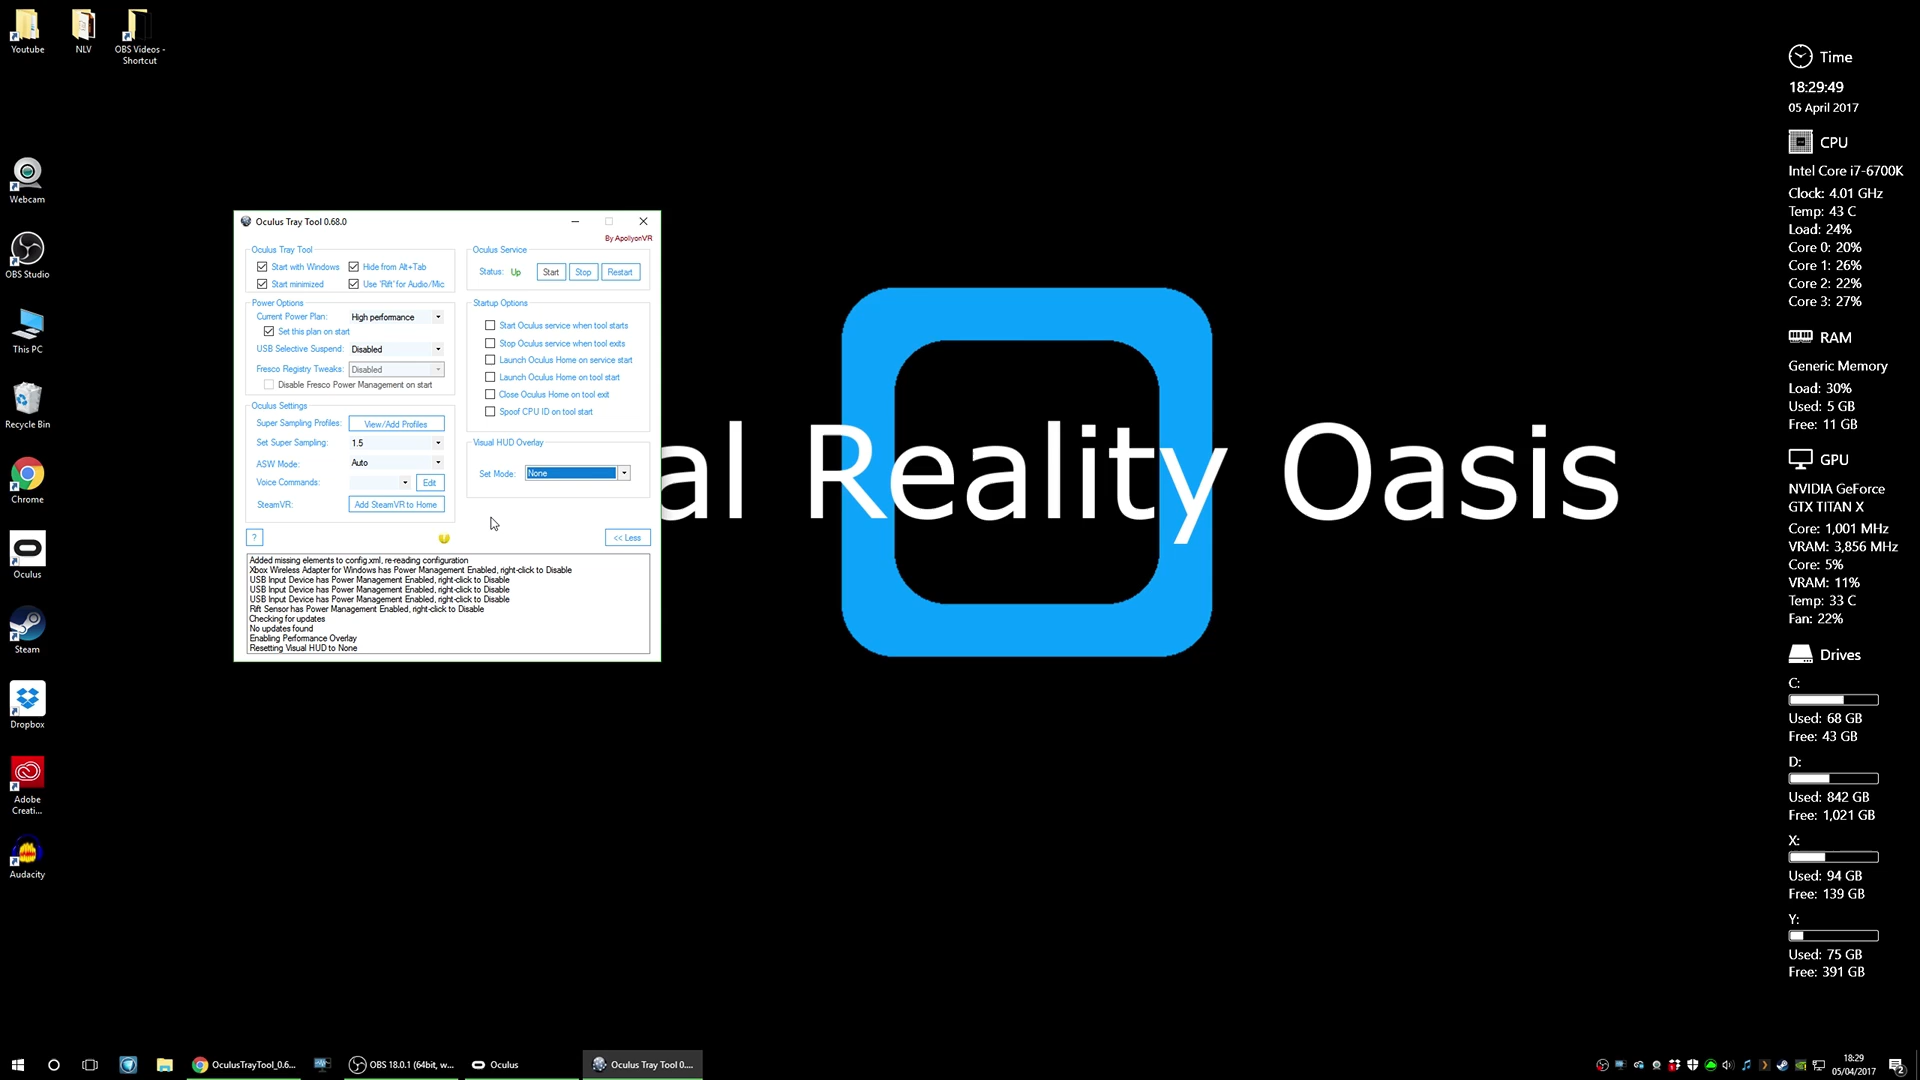 Youtube
NLV
OBS Videos -
Shortcut
Webcam
OBS Studio
This PC
Recycle Bin
Chrome
Oculus
Steam
Dropbox
Adobe
Creati...
Audacity
Oculus Tray Tool 0.68.0
By ApollyonVR
Oculus Tray Tool
Start with Windows
Hide from Alt+Tab
Start minimized
Use 'Rift' for Audio/Mic
Power Options
Current Power Plan: High performance
Set this plan on start
USB Selective Suspend: Disabled
Fresco Registry Tweaks: Disabled
Disable Fresco Power Management on start
Oculus Settings
Super Sampling Profiles: View/Add Profiles
Set Super Sampling: 1.5
ASW Mode: Auto
Voice Commands: Edit
SteamVR: Add SteamVR to Home
Oculus Service
Status: Up Start Stop Restart
Startup Options
Start Oculus service when tool starts
Stop Oculus service when tool exits
Launch Oculus Home on service start
Launch Oculus Home on tool start
Close Oculus Home on tool exit
Spoof CPU ID on tool start
Visual HUD Overlay
Set Mode: None
?
<< Less
Added missing elements to config.xml, re-reading configuration
Xbox Wireless Adapter for Windows has Power Management Enabled, right-click to Disable
USB Input Device has Power Management Enabled, right-click to Disable
USB Input Device has Power Management Enabled, right-click to Disable
USB Input Device has Power Management Enabled, right-click to Disable
Rift Sensor has Power Management Enabled, right-click to Disable
Checking for updates
No updates found
Enabling Performance Overlay
Resetting Visual HUD to None
al Reality Oasis
Time
18:29:49
05 April 2017
CPU
Intel Core i7-6700K
Clock: 4.01 GHz
Temp: 43 C
Load: 24%
Core 0: 20%
Core 1: 26%
Core 2: 22%
Core 3: 27%
RAM
Generic Memory
Load: 30%
Used: 5 GB
Free: 11 GB
GPU
NVIDIA GeForce
GTX TITAN X
Core: 1,001 MHz
VRAM: 3,856 MHz
Core: 5%
VRAM: 11%
Temp: 33 C
Fan: 22%
Drives
C:
Used: 68 GB
Free: 43 GB
D:
Used: 842 GB
Free: 1,021 GB
X:
Used: 94 GB
Free: 139 GB
Y:
Used: 75 GB
Free: 391 GB
OculusTrayTool_0.6...
OBS 18.0.1 (64bit, w...
Oculus
Oculus Tray Tool 0....
18:29
05/04/2017
2